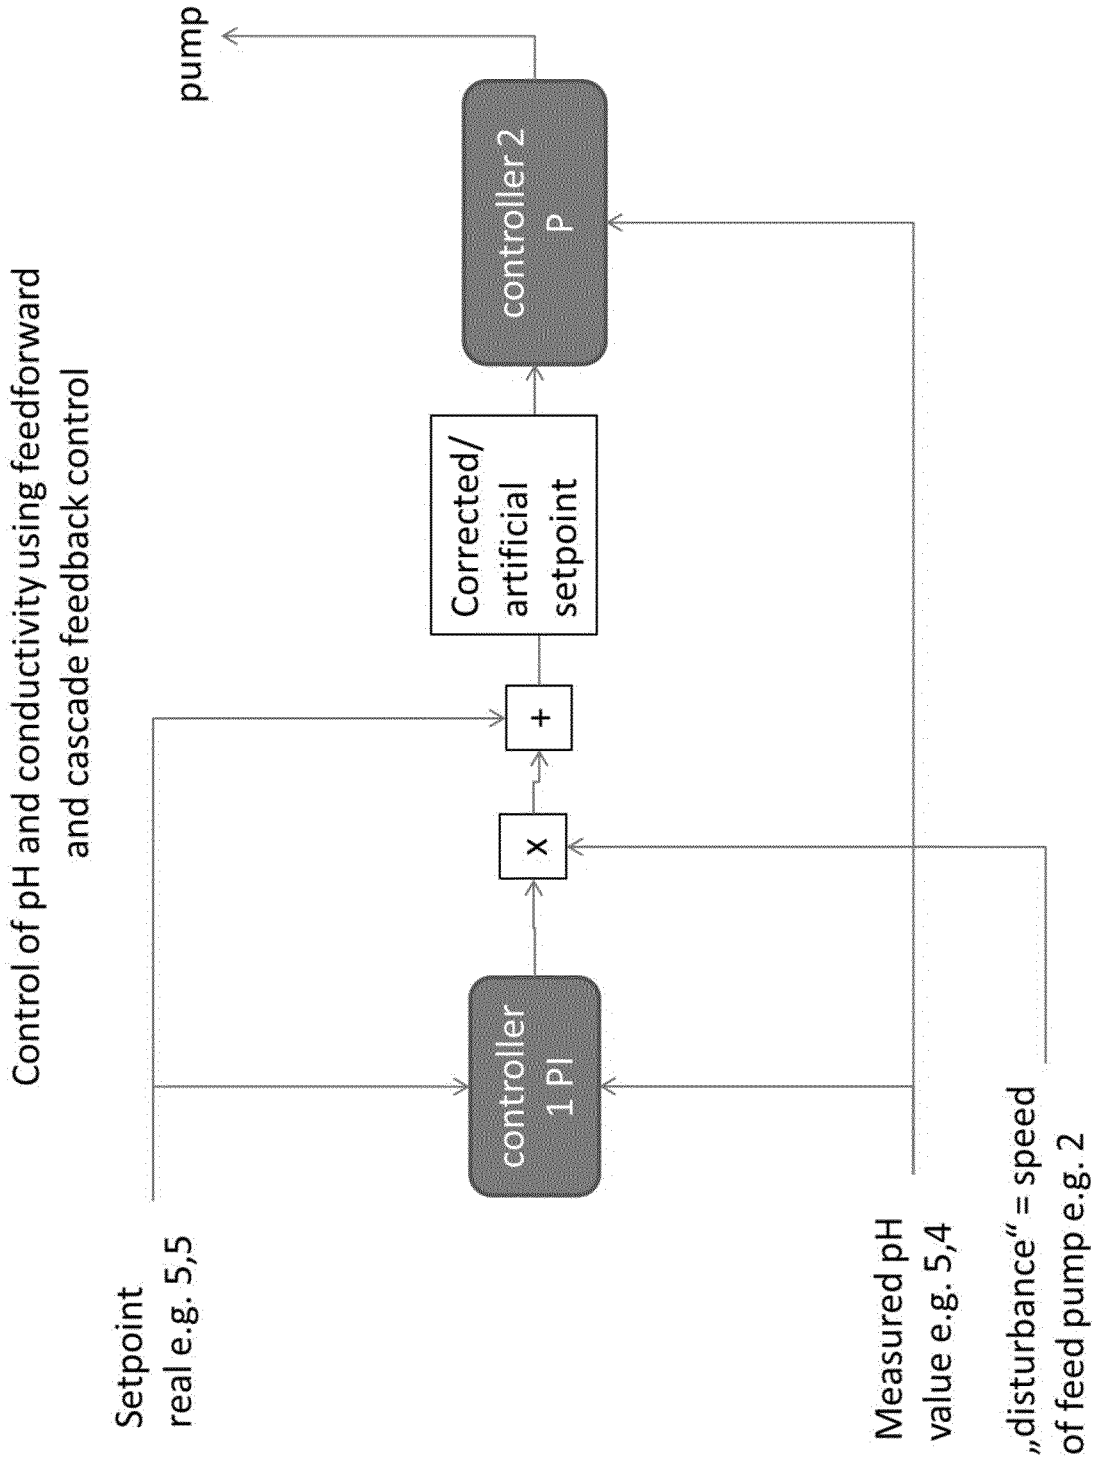 Control of pH and conductivity using feedforward
and cascade feedback control
Setpoint
real e.g. 5,5
controller
1 PI
x
+
Corrected/
artificial
setpoint
controller 2
P
pump
Measured pH
value e.g. 5,4
„disturbance“ = speed
of feed pump e.g. 2